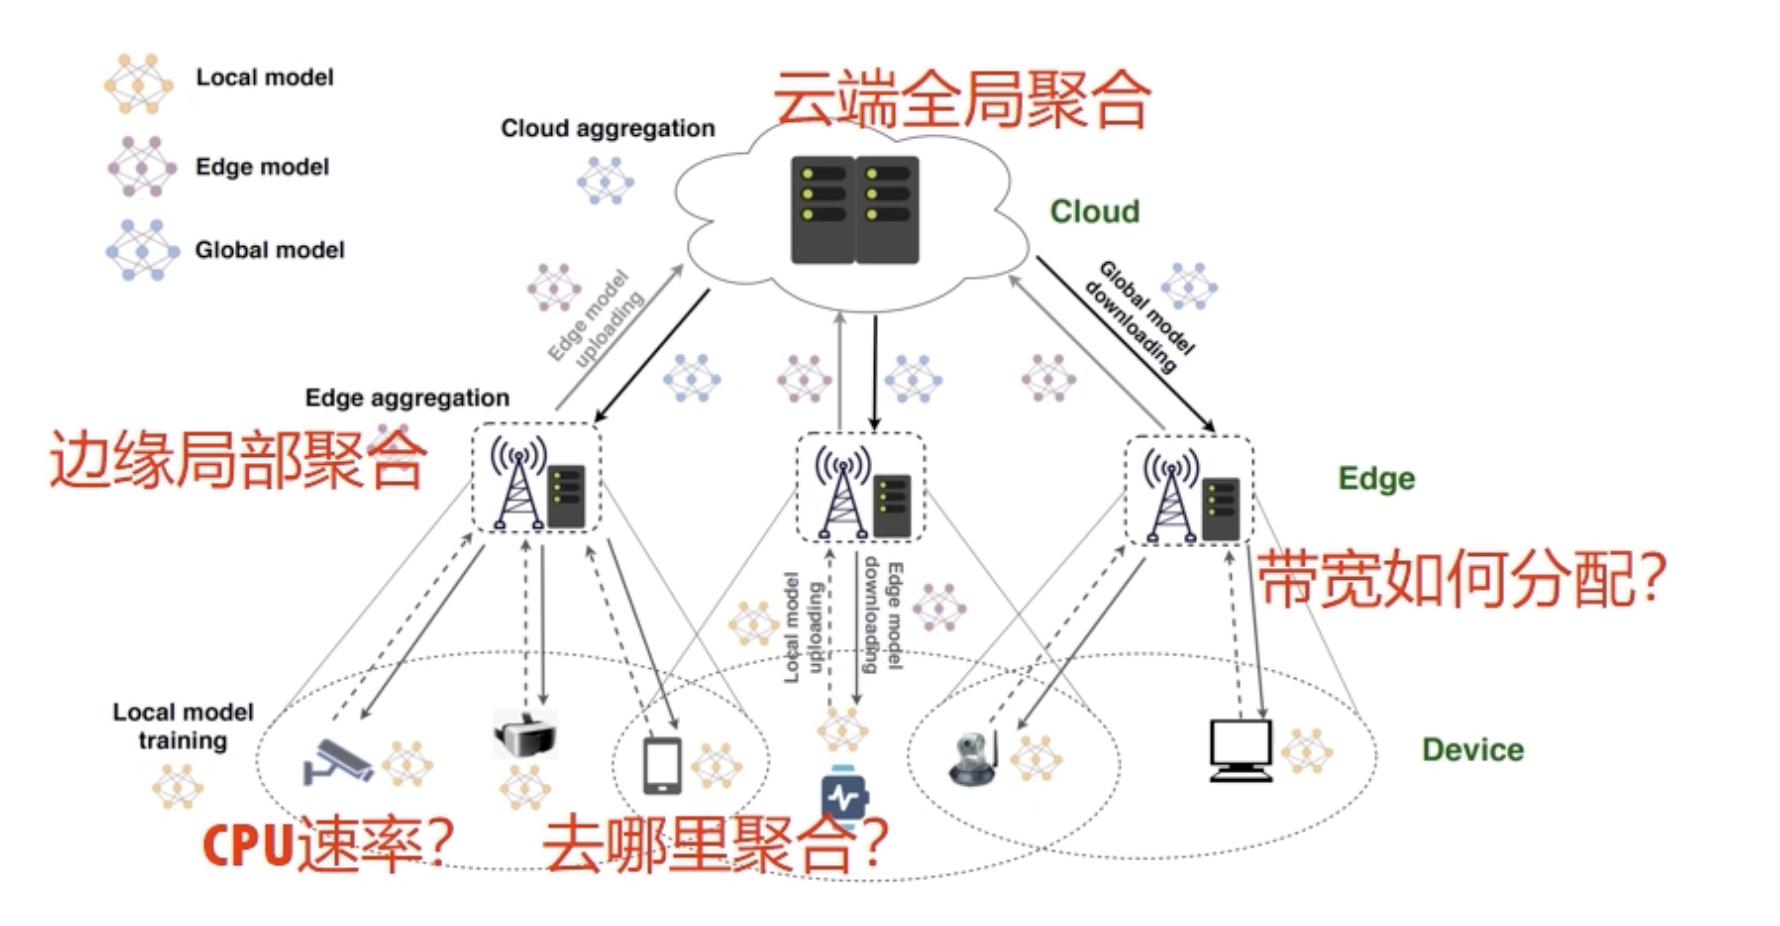 Local model
Edge model
Global model
云端全局聚合
Cloud aggregation
Cloud
Edge model
uploading
Global model
downloading
Edge aggregation
边缘局部聚合
Edge
带宽如何分配？
Local model
uploading
Edge model
downloading
Local model
training
Device
CPU速率？
去哪里聚合？